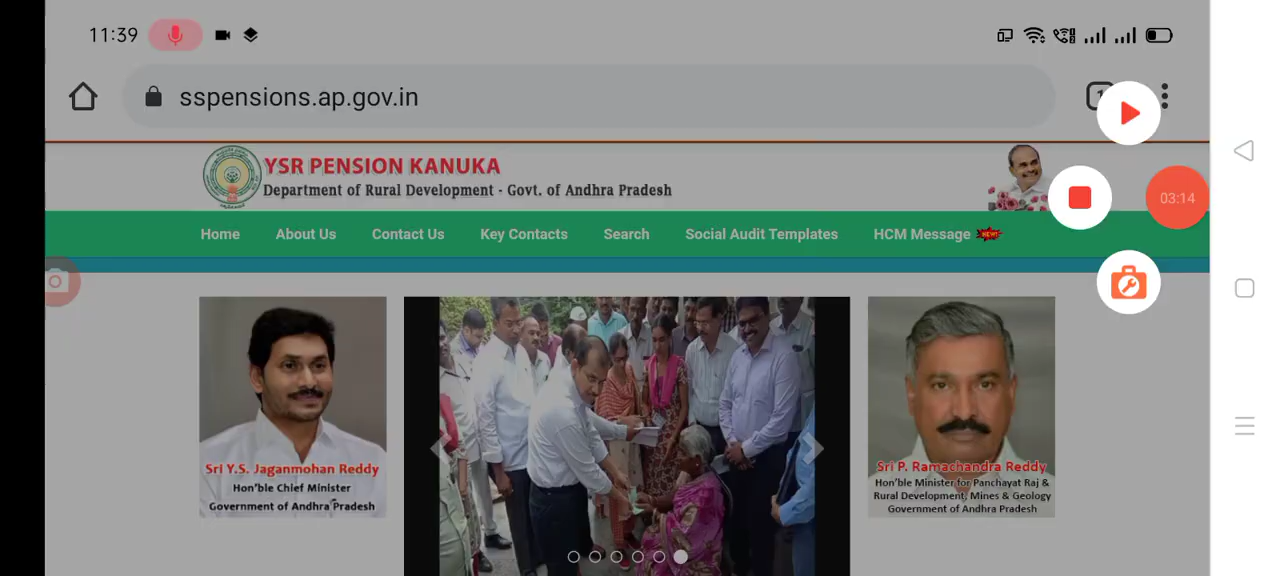 11:39
sspensions.ap.gov.in
03:14
YSR PENSION KANUKA
Department of Rural Development - Govt. of Andhra Pradesh
Home About Us Contact Us Key Contacts Search Social Audit Templates HCM Message NEW!
Sri Y.S. Jaganmohan Reddy
Hon'ble Chief Minister
Government of Andhra Pradesh
Sri P. Ramachandra Reddy
Hon'ble Minister for Panchayat Raj &
Rural Development, Mines & Geology
Government of Andhra Pradesh